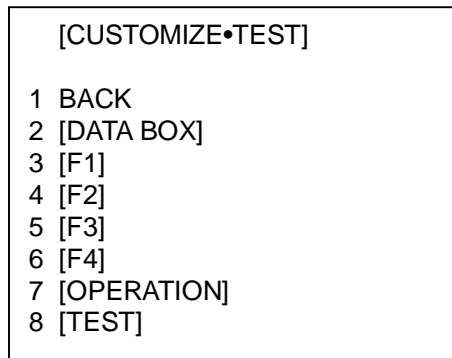 [CUSTOMIZE•TEST]
1 BACK
2 [DATA BOX]
3 [F1]
4 [F2]
5 [F3]
6 [F4]
7 [OPERATION]
8 [TEST]